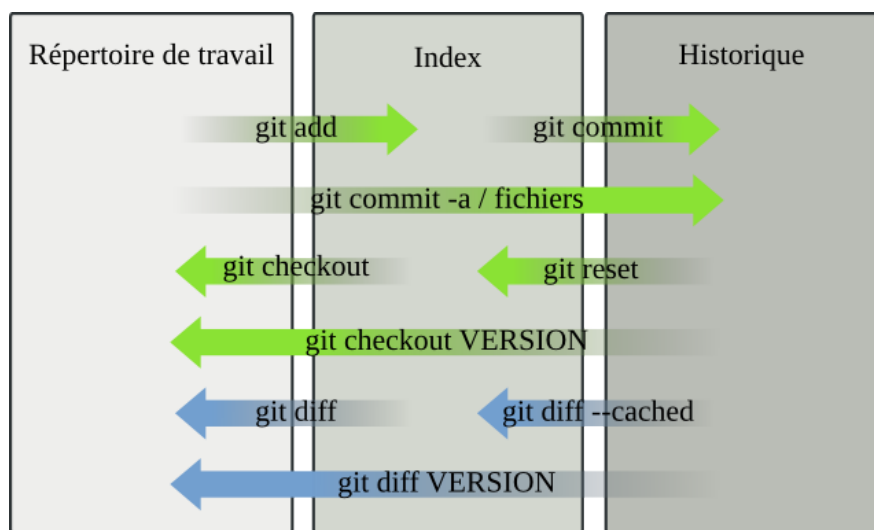 Répertoire de travail
Index
Historique
git add
git commit
git commit -a / fichiers
git checkout
git reset
git checkout VERSION
git diff
git diff --cached
git diff VERSION